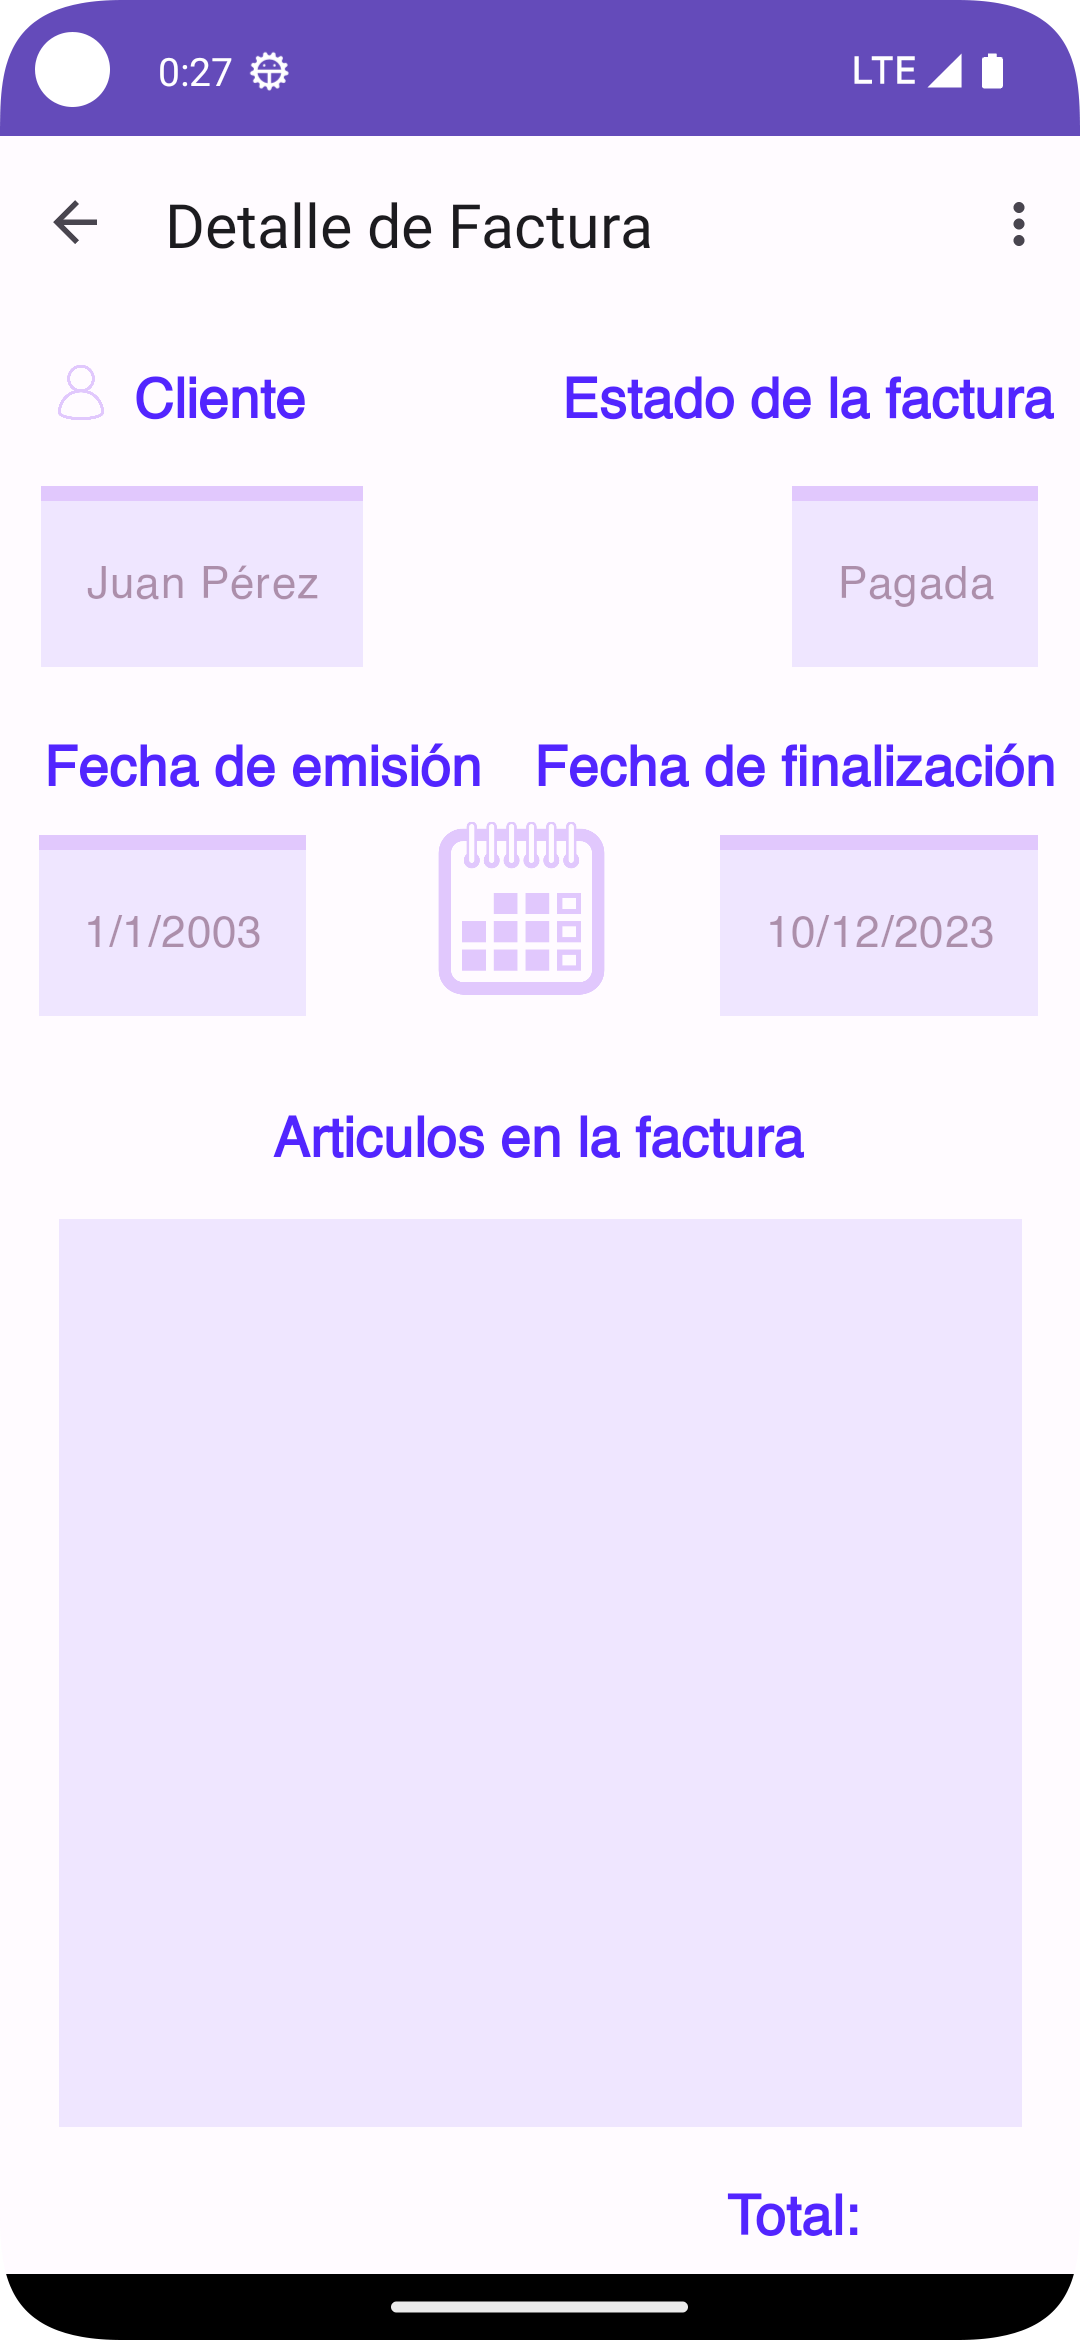 0:27 LTE
Detalle de Factura
Cliente Estado de la factura
Juan Pérez Pagada
Fecha de emisión Fecha de finalización
1/1/2003 10/12/2023
Articulos en la factura
Total: